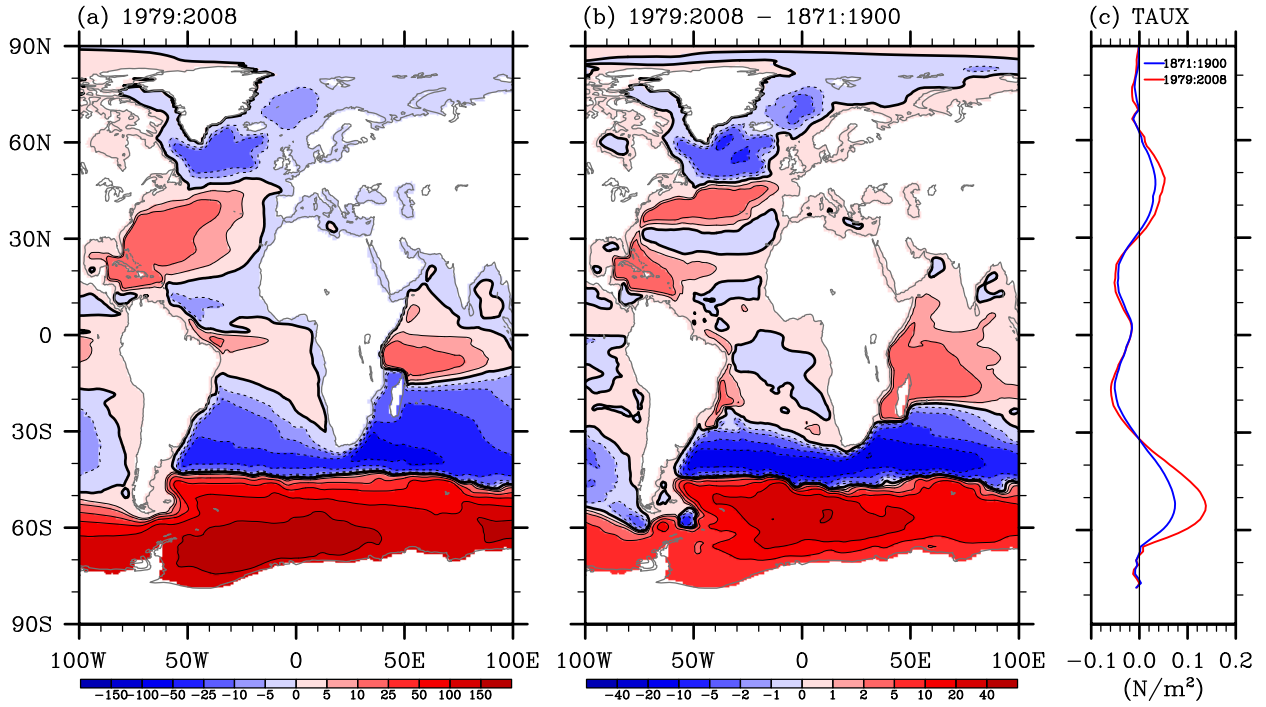 (a) 1979:2008
(b) 1979:2008 − 1871:1900
(c) TAUX
90N
60N
30N
0
30S
60S
90S
1871:1900
1979:2008
100W 50W 0 50E 100E
100W 50W 0 50E 100E
−0.1 0.0 0.1 0.2
(N/m²)
−150 −100 −50 −25 −10 −5 0 5 10 25 50 100 150
−40 −20 −10 −5 −2 −1 0 1 2 5 10 20 40